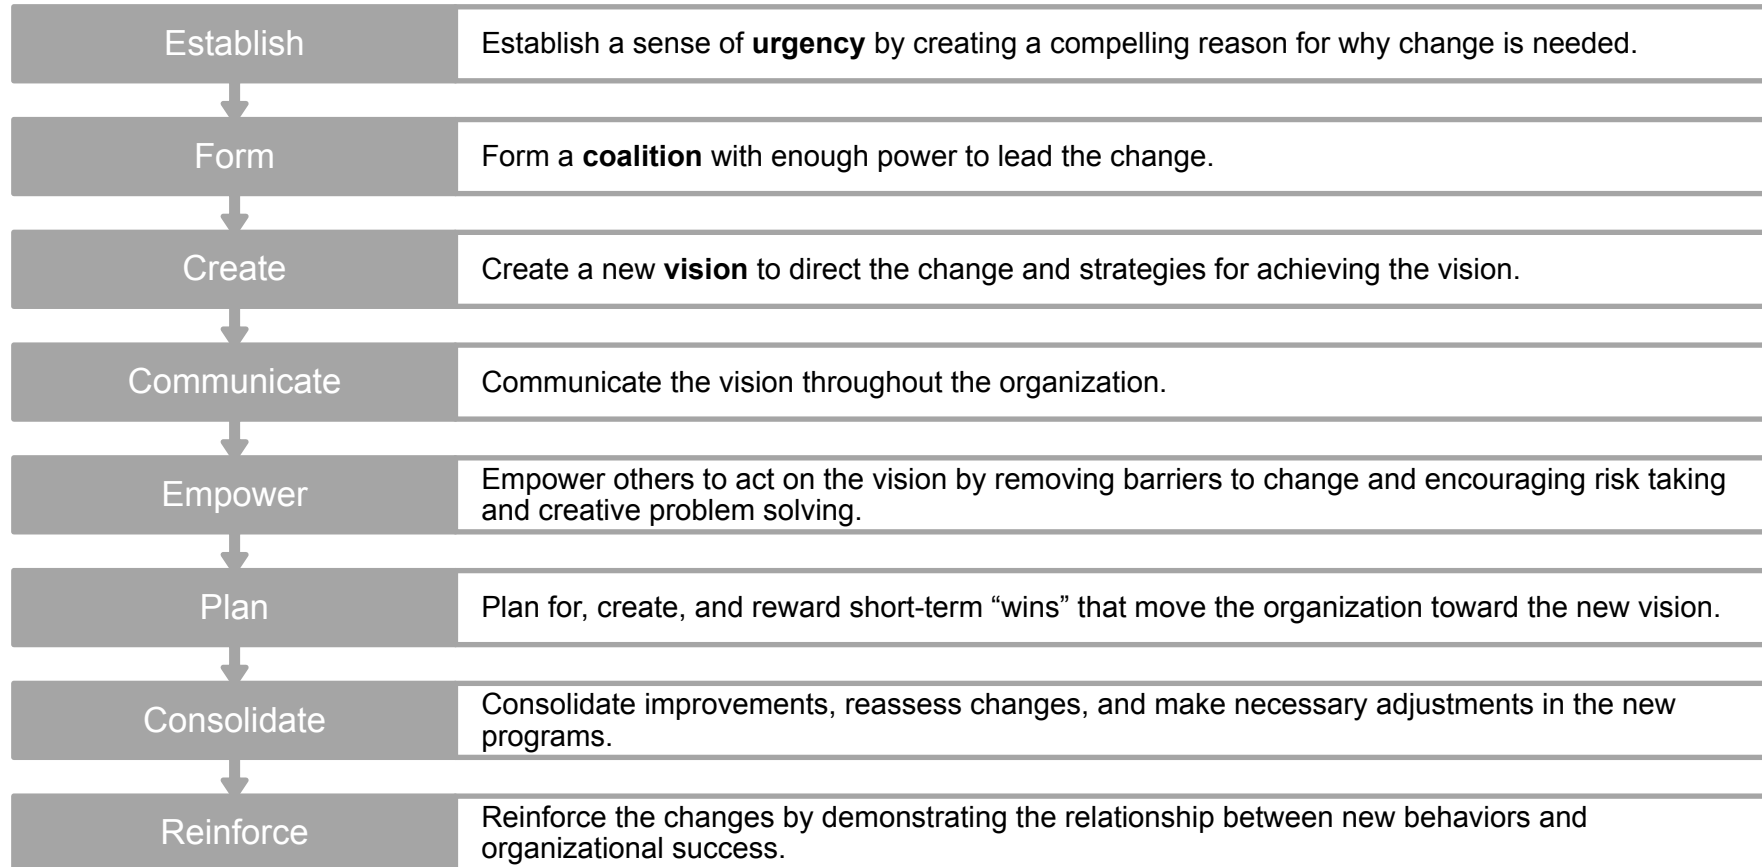 Establish
Establish a sense of urgency by creating a compelling reason for why change is needed.
Form
Form a coalition with enough power to lead the change.
Create
Create a new vision to direct the change and strategies for achieving the vision.
Communicate
Communicate the vision throughout the organization.
Empower
Empower others to act on the vision by removing barriers to change and encouraging risk taking
and creative problem solving.
Plan
Plan for, create, and reward short-term “wins” that move the organization toward the new vision.
Consolidate
Consolidate improvements, reassess changes, and make necessary adjustments in the new
programs.
Reinforce
Reinforce the changes by demonstrating the relationship between new behaviors and
organizational success.